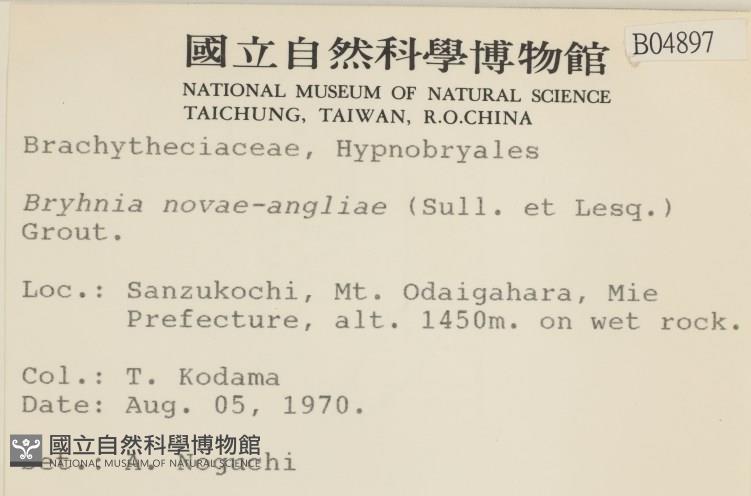 國立自然科學博物館
B04897
NATIONAL MUSEUM OF NATURAL SCIENCE
TAICHUNG, TAIWAN, R.O.CHINA
Brachytheciaceae, Hypnobryales
Bryhnia novae-angliae (Sull. et Lesq.)
Grout.
Loc.: Sanzukochi, Mt. Odaigahara, Mie
Prefecture, alt. 1450m. on wet rock.
Col.: T. Kodama
Date: Aug. 05, 1970.
國立自然科學博物館
NATIONAL MUSEUM OF NATURAL SCIENCE
Det.: A. Noguchi